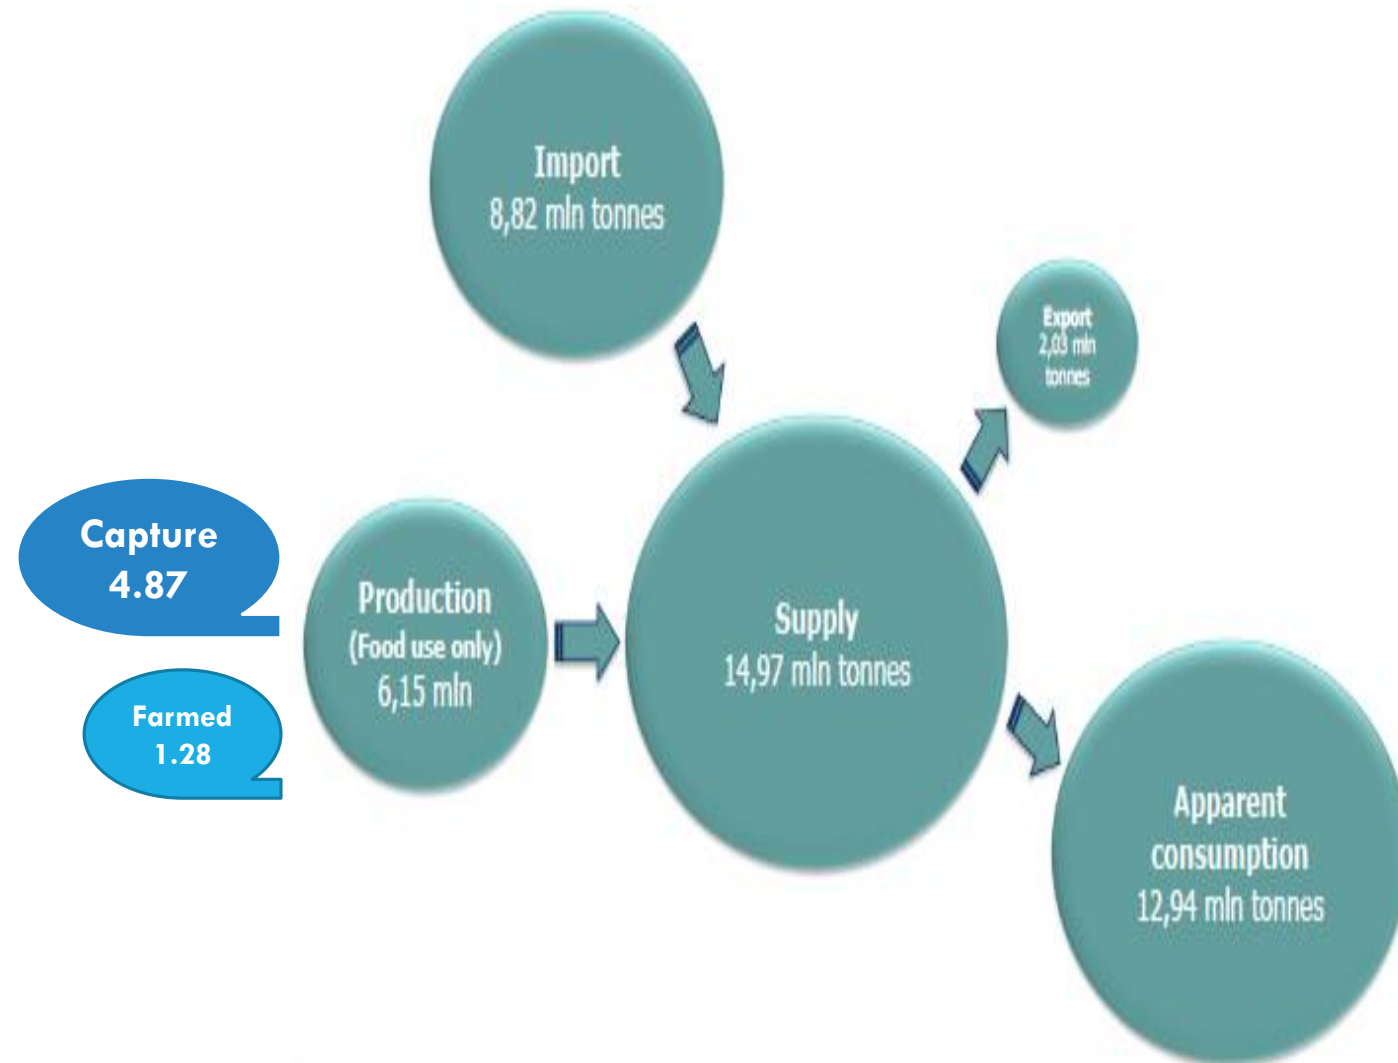 Import
8,82 mln tonnes
Export
2,03 mln
tonnes
Capture
4.87
Production
(Food use only)
6,15 mln
Farmed
1.28
Supply
14,97 mln tonnes
Apparent
consumption
12,94 mln tonnes